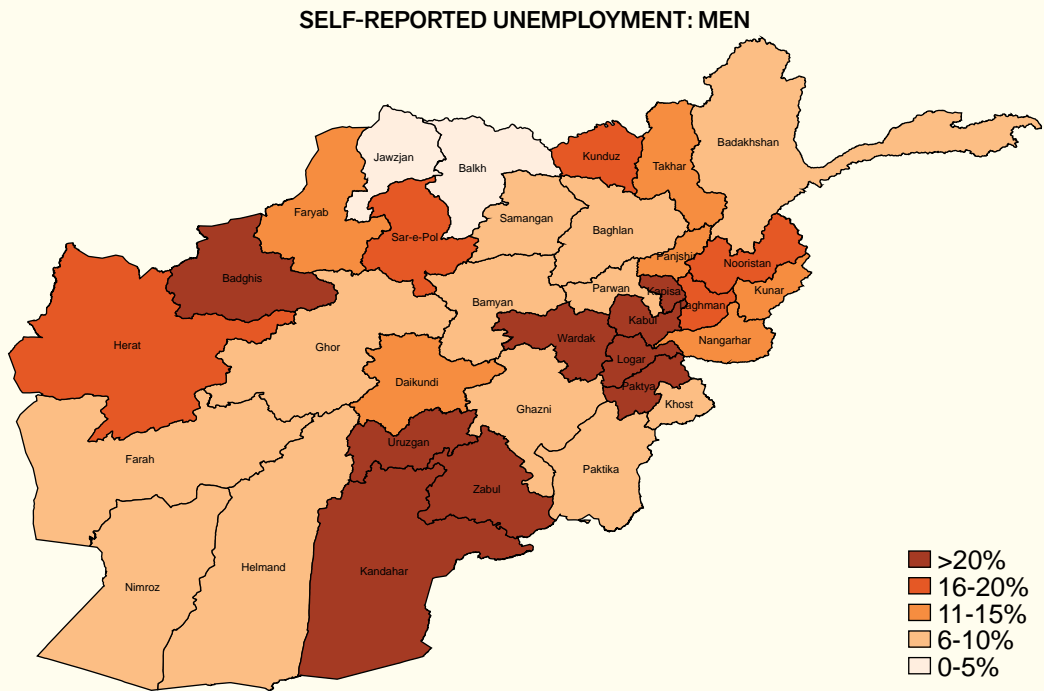 SELF-REPORTED UNEMPLOYMENT: MEN
Badakhshan
Jawzjan
Balkh
Kunduz
Takhar
Faryab
Samangan
Baghlan
Sar-e-Pol
Panjshir
Nooristan
Badghis
Parwan
Kapisa
Kunar
Bamyan
Laghman
Kabul
Herat
Ghor
Wardak
Nangarhar
Logar
Daikundi
Paktya
Ghazni
Khost
Uruzgan
Farah
Paktika
Zabul
Helmand
Kandahar
Nimroz
>20%
16-20%
11-15%
6-10%
0-5%